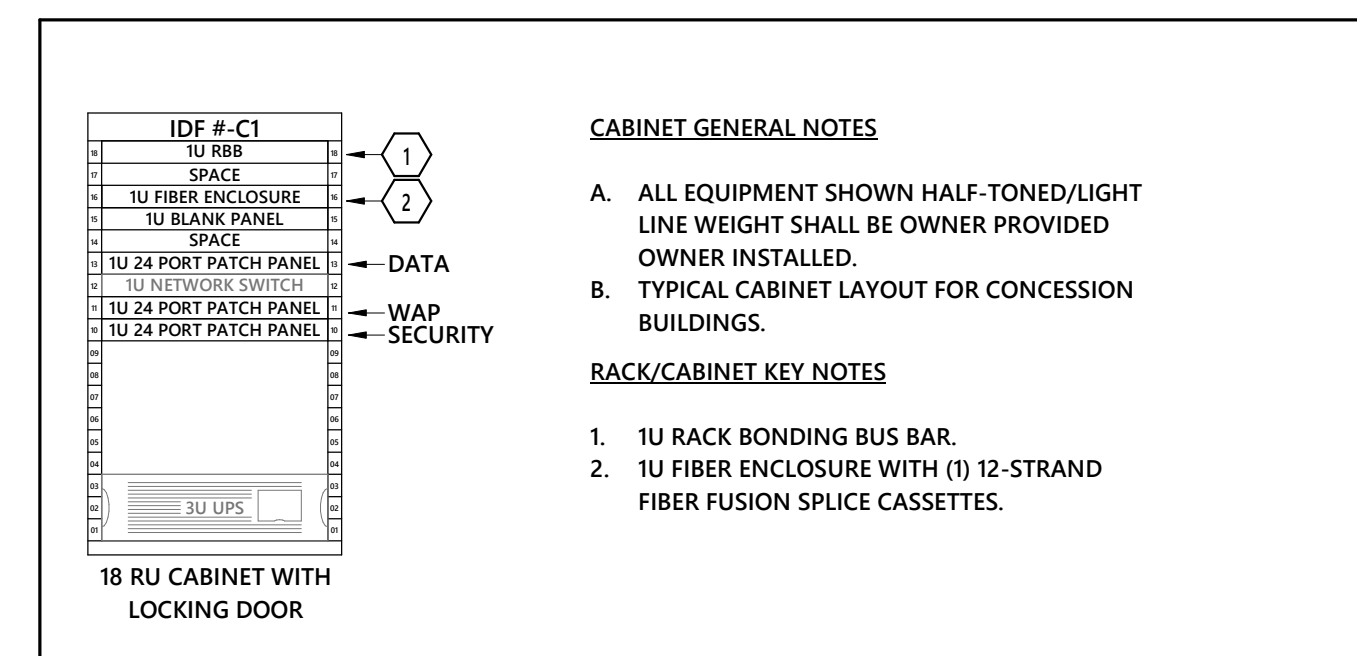 IDF #-C1
18 1U RBB 18
17 SPACE 17
16 1U FIBER ENCLOSURE 16
15 1U BLANK PANEL 15
14 SPACE 14
13 1U 24 PORT PATCH PANEL 13
12 1U NETWORK SWITCH 12
11 1U 24 PORT PATCH PANEL 11
10 1U 24 PORT PATCH PANEL 10
09 09
08 08
07 07
06 06
05 05
04 04
03 03
02 3U UPS 02
01 01
1
2
DATA
WAP
SECURITY
18 RU CABINET WITH
LOCKING DOOR
CABINET GENERAL NOTES
A. ALL EQUIPMENT SHOWN HALF-TONED/LIGHT
LINE WEIGHT SHALL BE OWNER PROVIDED
OWNER INSTALLED.
B. TYPICAL CABINET LAYOUT FOR CONCESSION
BUILDINGS.
RACK/CABINET KEY NOTES
1. 1U RACK BONDING BUS BAR.
2. 1U FIBER ENCLOSURE WITH (1) 12-STRAND
FIBER FUSION SPLICE CASSETTES.